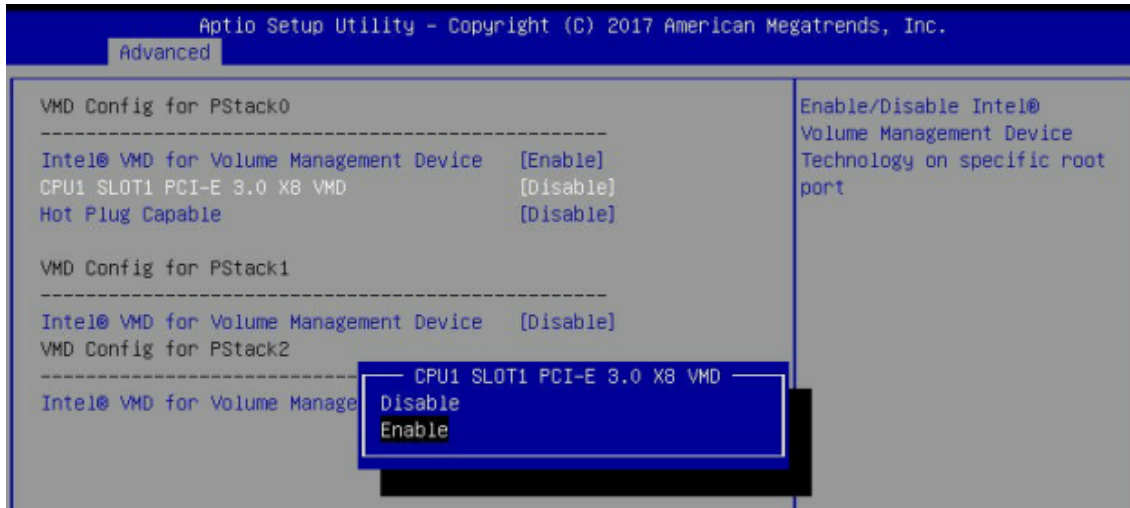 Aptio Setup Utility – Copyright (C) 2017 American Megatrends, Inc.
Advanced
VMD Config for PStack0
--------------------------------------------------
Intel® VMD for Volume Management Device [Enable]
CPU1 SLOT1 PCI-E 3.0 X8 VMD [Disable]
Hot Plug Capable [Disable]
VMD Config for PStack1
--------------------------------------------------
Intel® VMD for Volume Management Device [Disable]
VMD Config for PStack2
----------------------------
Intel® VMD for Volume Manage
CPU1 SLOT1 PCI-E 3.0 X8 VMD
Disable
Enable
Enable/Disable Intel®
Volume Management Device
Technology on specific root
port